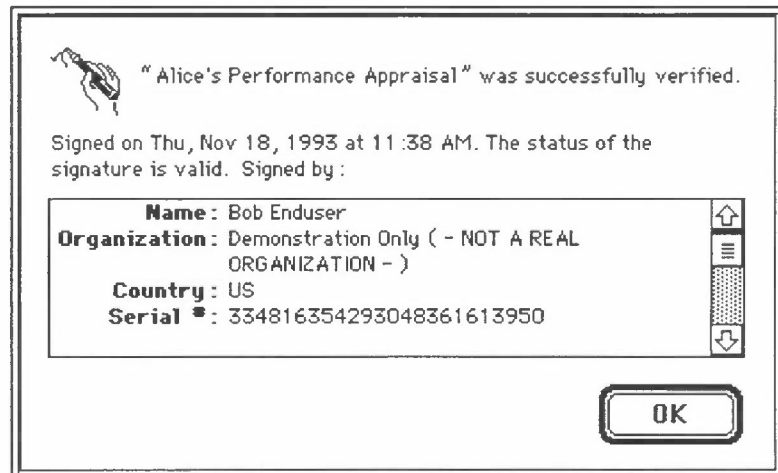 "Alice's Performance Appraisal" was successfully verified.
Signed on Thu, Nov 18, 1993 at 11:38 AM. The status of the
signature is valid. Signed by:
Name: Bob Enduser
Organization: Demonstration Only ( - NOT A REAL
ORGANIZATION - )
Country: US
Serial #: 334816354293048361613950
OK